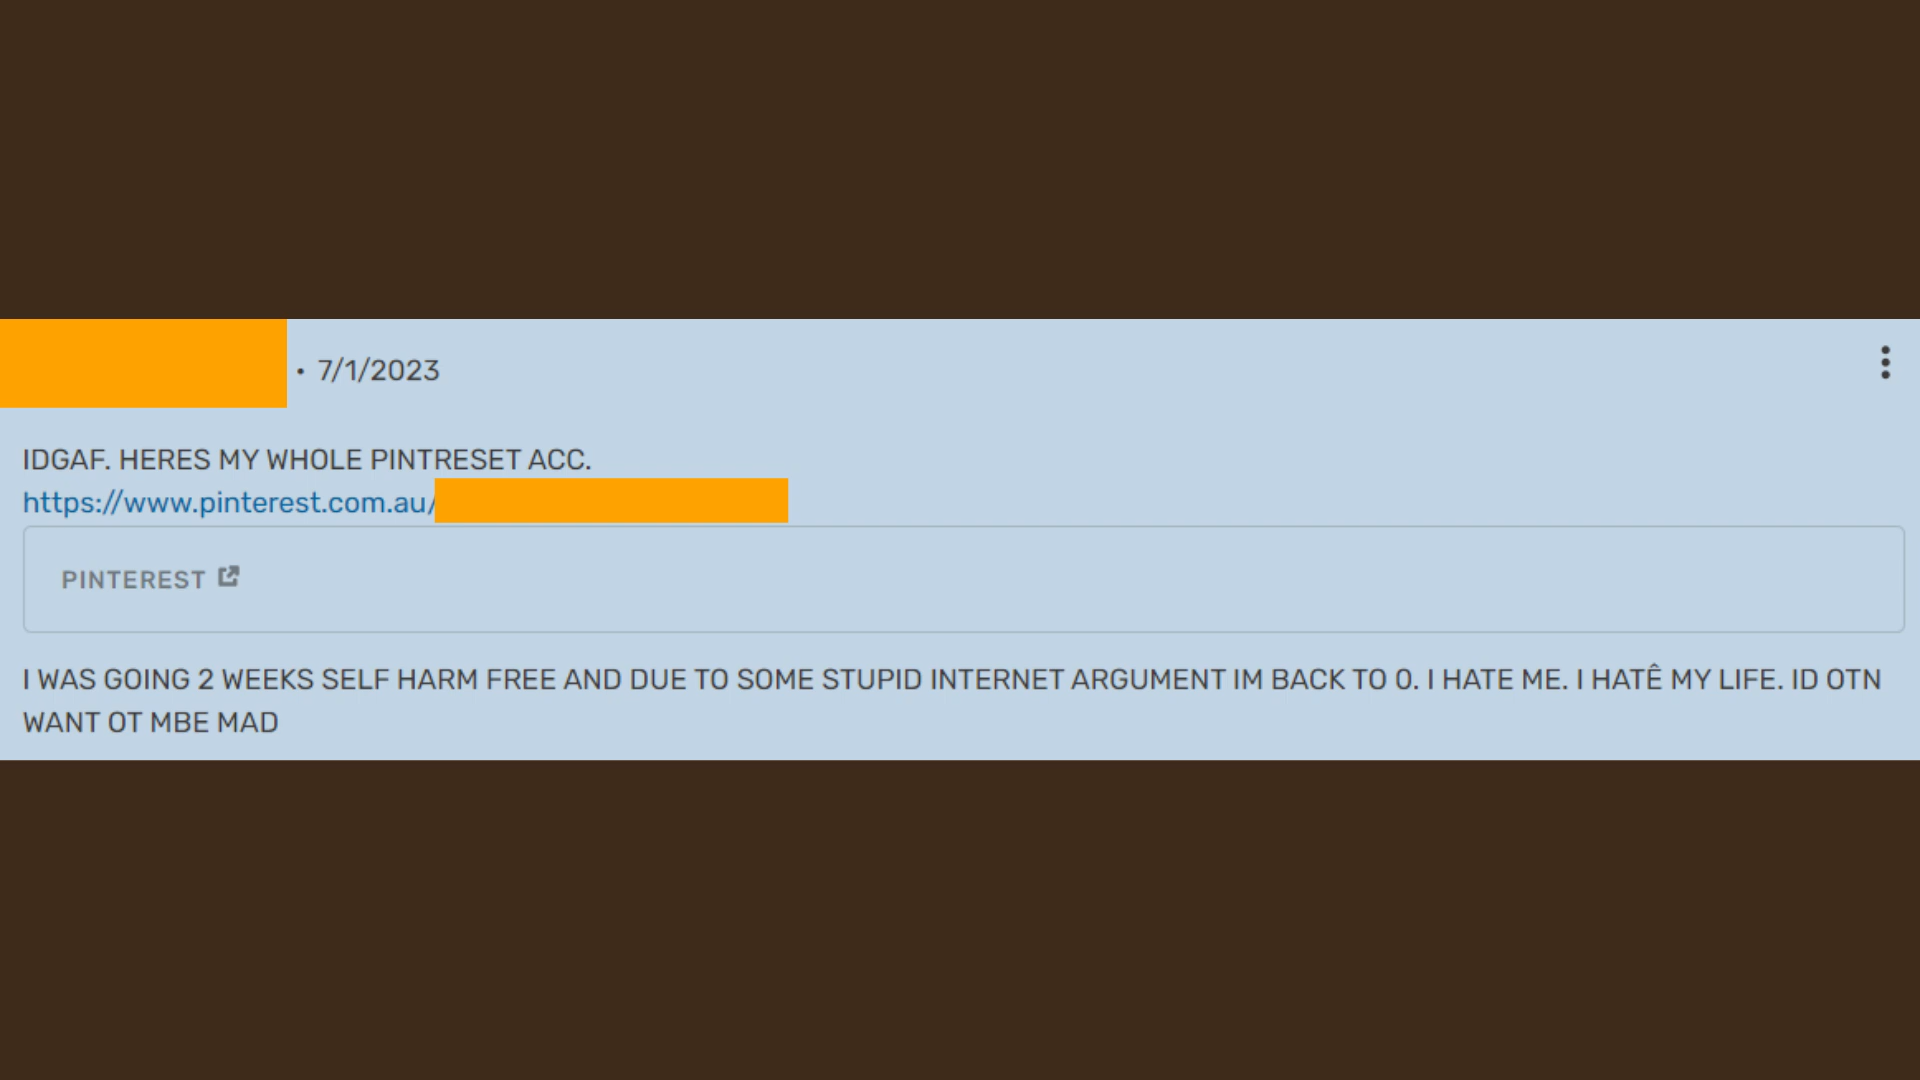 • 7/1/2023
IDGAF. HERES MY WHOLE PINTRESET ACC.
https://www.pinterest.com.au/
PINTEREST
I WAS GOING 2 WEEKS SELF HARM FREE AND DUE TO SOME STUPID INTERNET ARGUMENT IM BACK TO 0. I HATE ME. I HATÊ MY LIFE. ID OTN
WANT OT MBE MAD